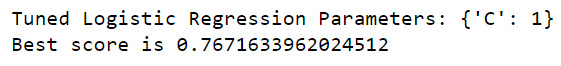 Tuned Logistic Regression Parameters: {'C': 1}
Best score is 0.7671633962024512